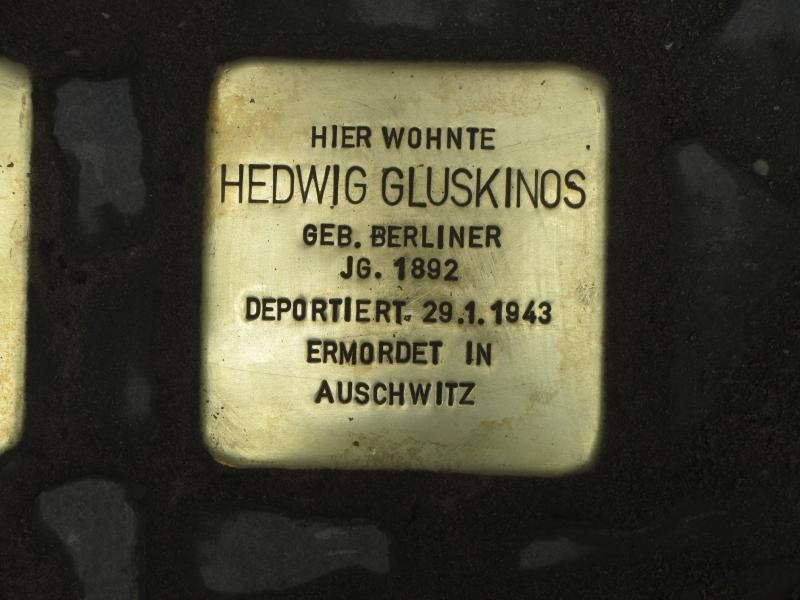 HIER WOHNTE
HEDWIG GLUSKINOS
GEB. BERLINER
JG. 1892
DEPORTIERT. 29.1.1943
ERMORDET IN
AUSCHWITZ